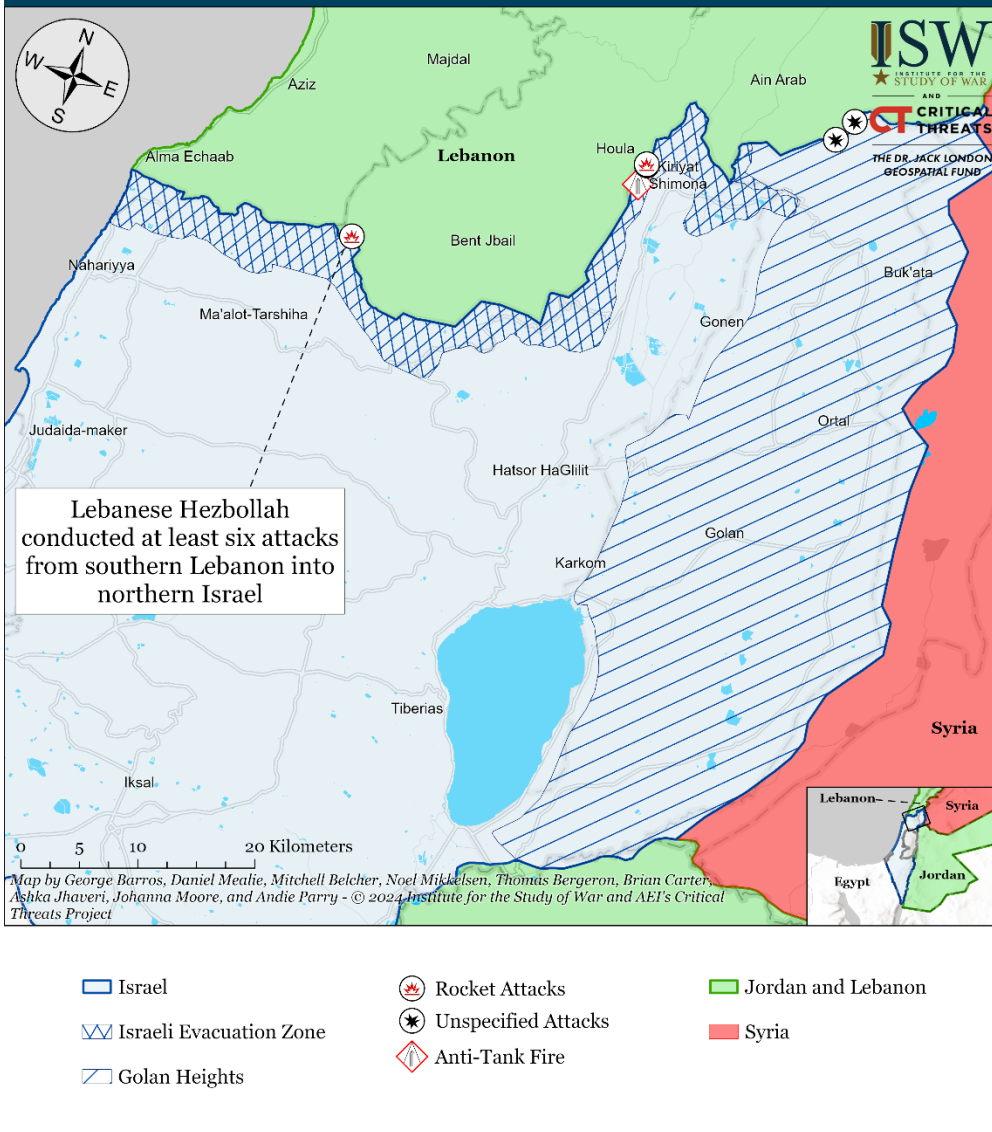 N
W
E
S
ISW
INSTITUTE FOR THE
STUDY OF WAR
AND
CT CRITICAL
THREATS
THE DR. JACK LONDON
GEOSPATIAL FUND
Majdal
Aziz
Ain Arab
Alma Echaab
Lebanon
Houla
Kiriyat
Shimona
Bent Jbail
Nahariyya
Buk'ata
Ma'alot-Tarshiha
Gonen
Judaida-maker
Ortal
Hatsor HaGlilit
Lebanese Hezbollah
conducted at least six attacks
from southern Lebanon into
northern Israel
Golan
Karkom
Tiberias
Syria
Iksal
0 5 10 20 Kilometers
Map by George Barros, Daniel Mealie, Mitchell Belcher, Noel Mikkelsen, Thomas Bergeron, Brian Carter,
Ashka Jhaveri, Johanna Moore, and Andie Parry - © 2024 Institute for the Study of War and AEI's Critical
Threats Project
Lebanon
Syria
Egypt
Jordan
Israel
Israeli Evacuation Zone
Golan Heights
Rocket Attacks
Unspecified Attacks
Anti-Tank Fire
Jordan and Lebanon
Syria